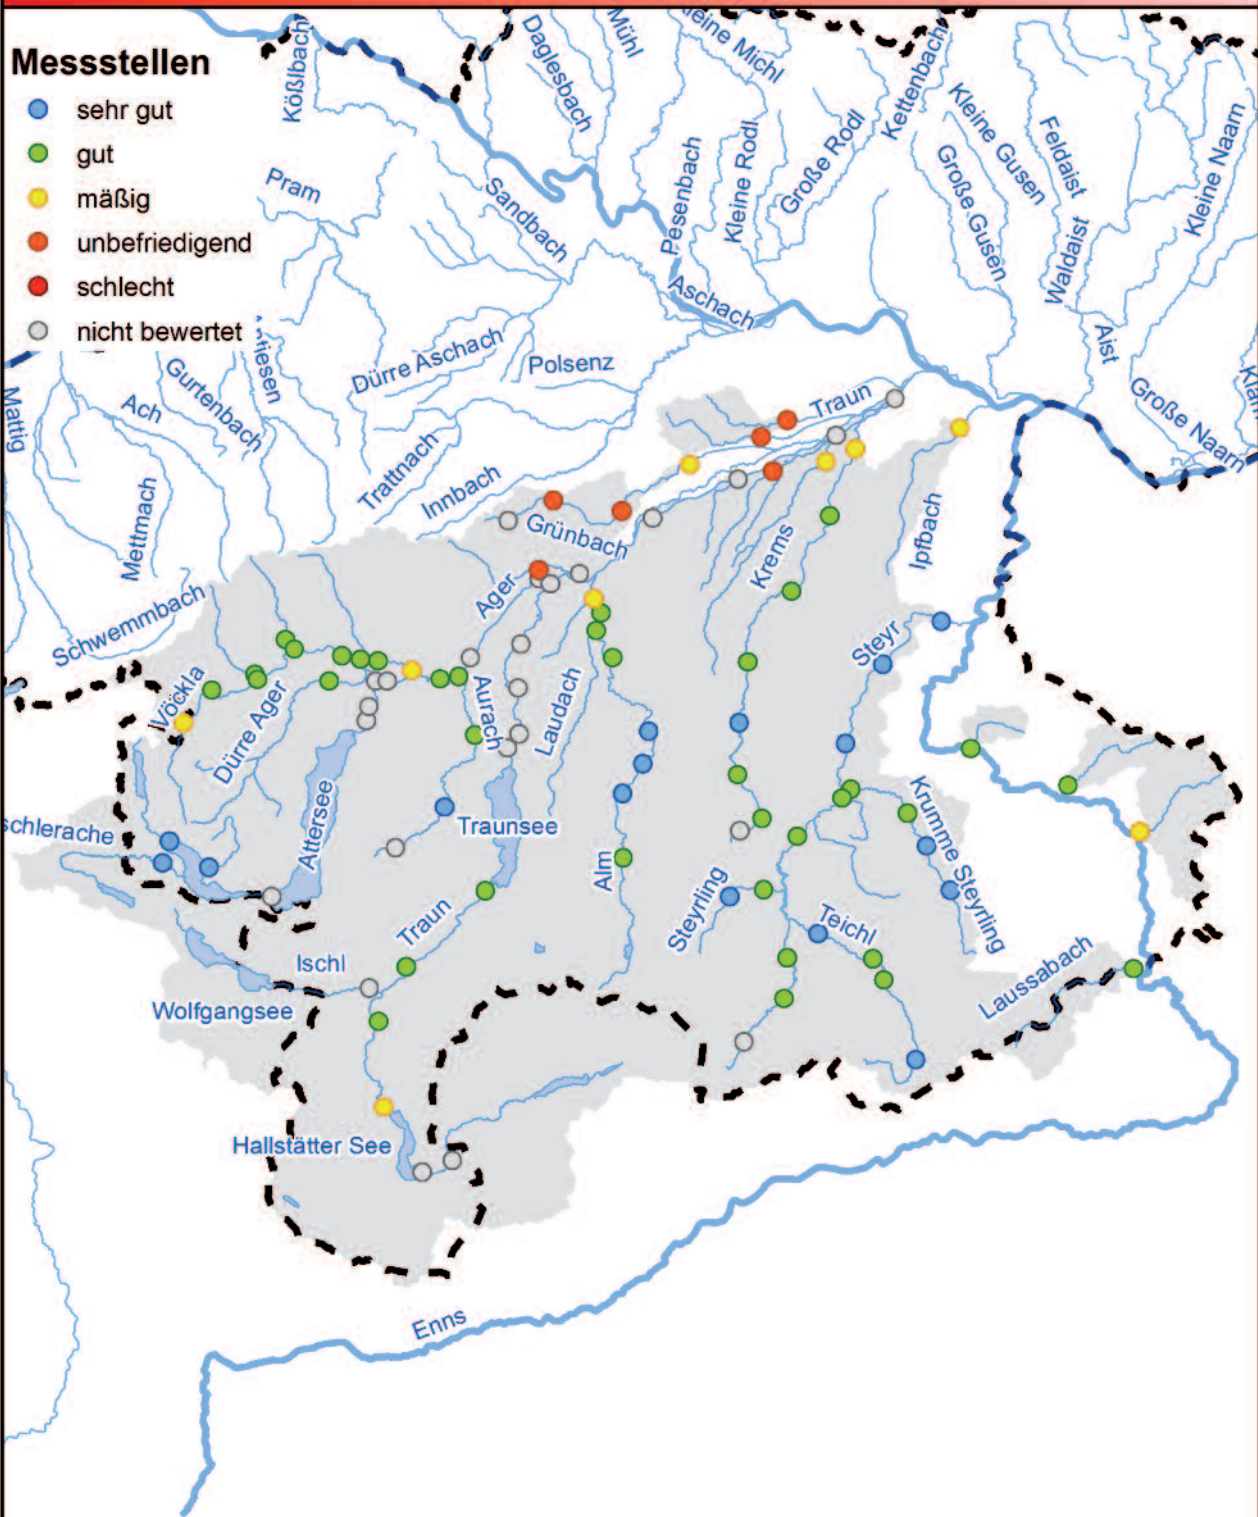 Messstellen
sehr gut
gut
mäßig
unbefriedigend
schlecht
nicht bewertet
Kößlbach
Daglesbach
Mühl
Kleine Michl
Kettenbach
Kleine Gusen
Große Gusen
Feldaist
Waldaist
Kleine Naarn
Pram
Sandbach
Pesenbach
Kleine Rodl
Große Rodl
Aschach
Aist
Große Naarn
Mattig
Ach
Gurtenbach
Dürre Aschach
Polsenz
Traun
Trattnach
Innbach
Mettmach
Grünbach
Krems
Ipfbach
Schwemmbach
Ager
Steyr
Vöckla
Dürre Ager
Aurach
Laudach
Attersee
Traunsee
Alm
Krumme Steyrling
Steyrling
Teichl
Traun
Ischl
Wolfgangsee
Laussabach
Hallstätter See
Enns